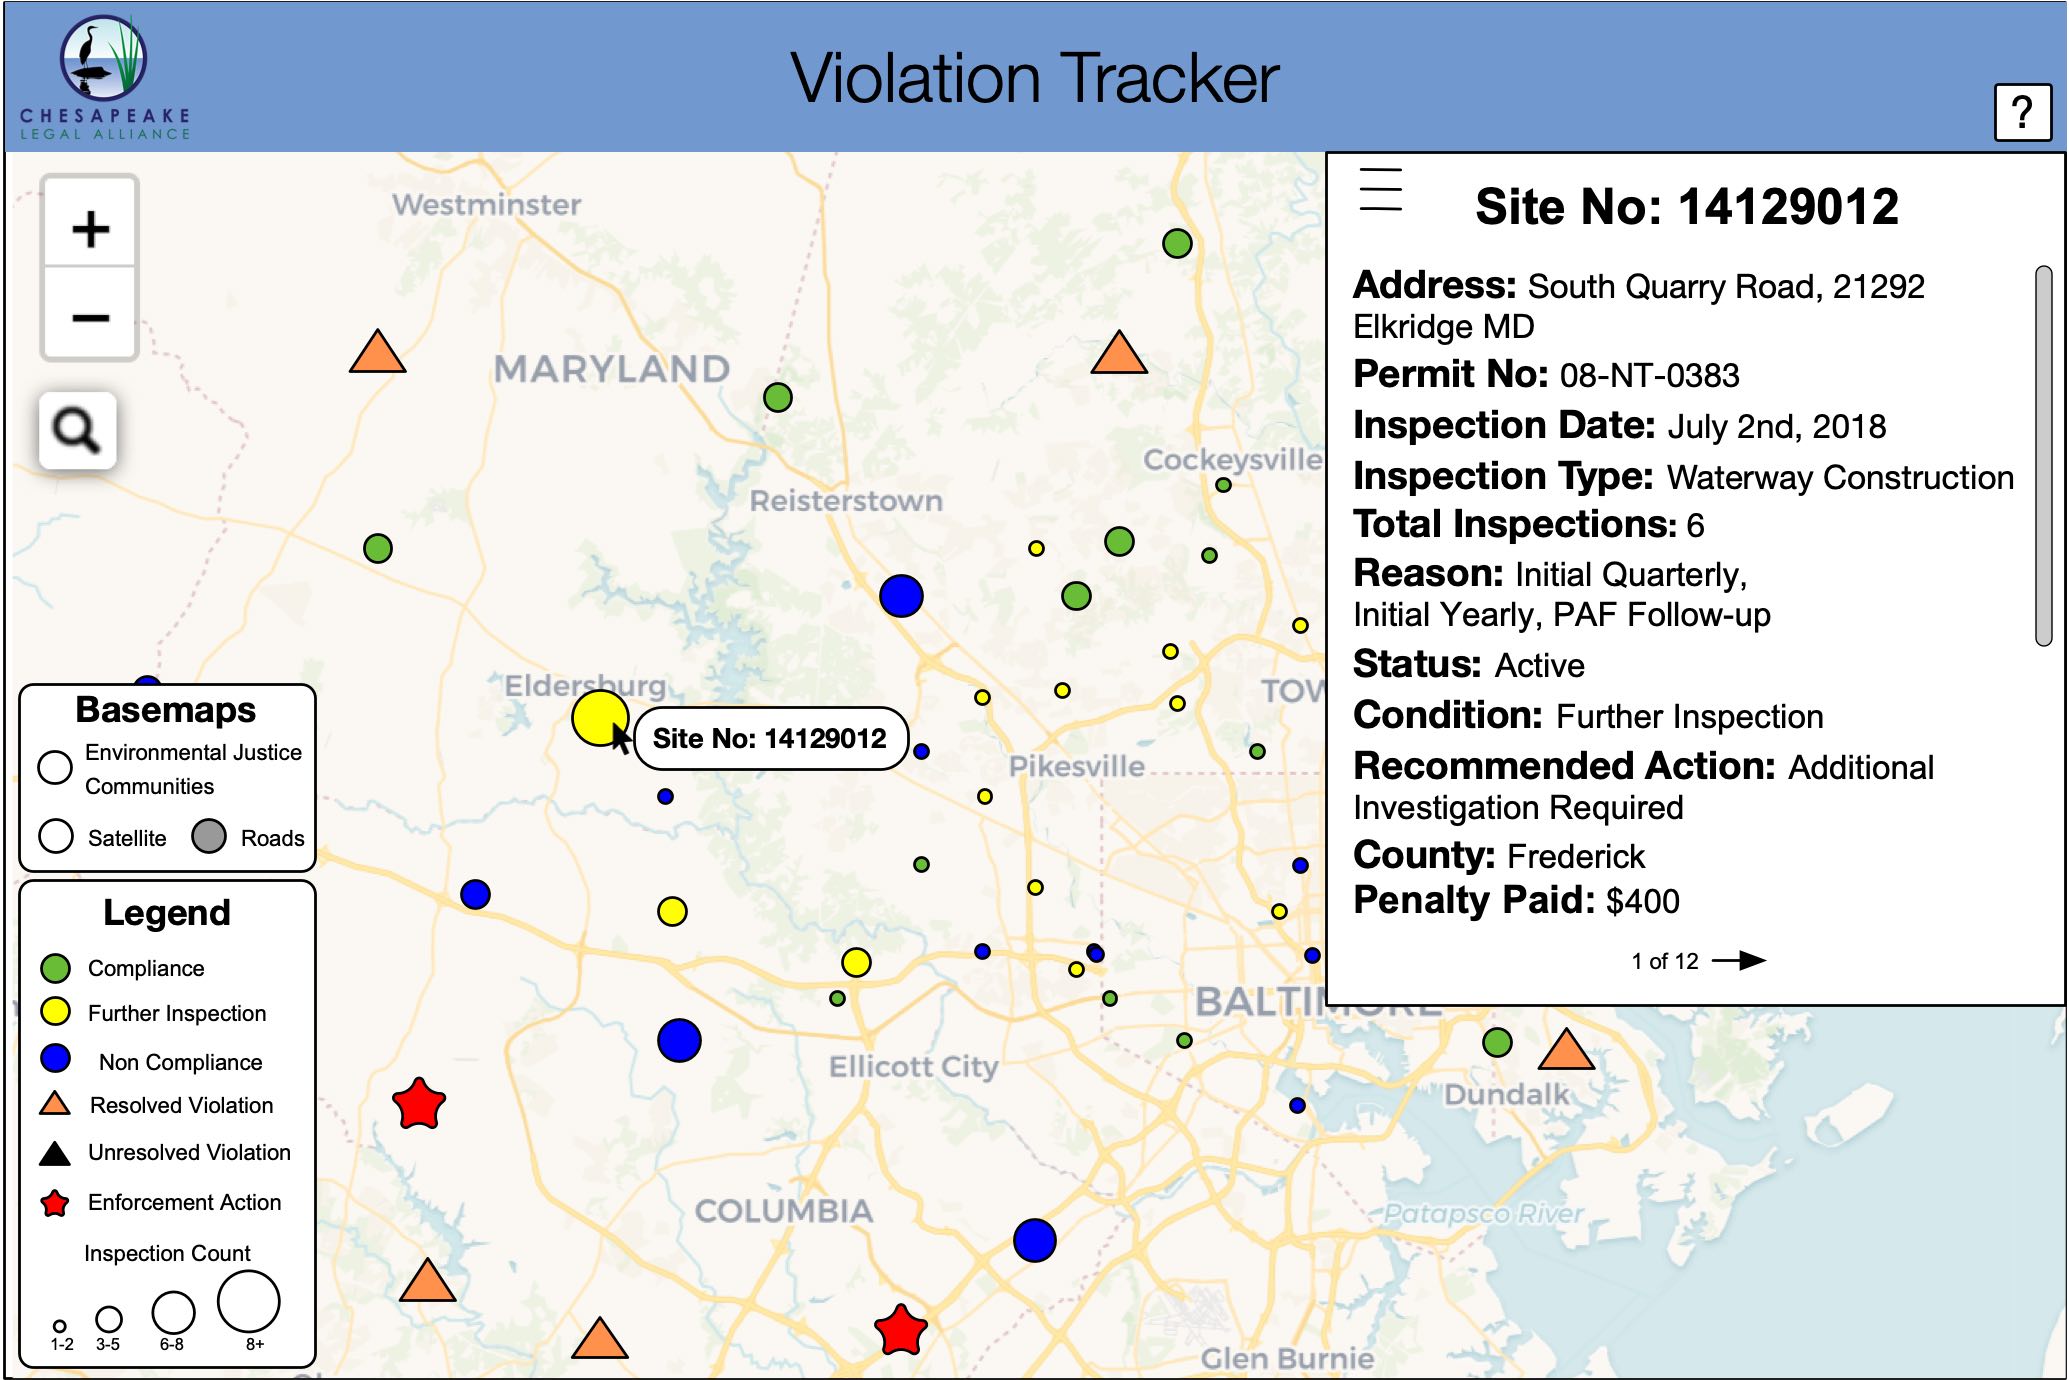 CHESAPEAKE
LEGAL ALLIANCE
Violation Tracker
?
+
−
Westminster
MARYLAND
Cockeysville
Reisterstown
Eldersburg
TOW
Site No: 14129012
Pikesville
BALTIMORE
Ellicott City
Dundalk
COLUMBIA
Patapsco River
Glen Burnie
Basemaps
Environmental Justice
Communities
Satellite
Roads
Legend
Compliance
Further Inspection
Non Compliance
Resolved Violation
Unresolved Violation
Enforcement Action
Inspection Count
1-2 3-5 6-8 8+
Site No: 14129012
Address: South Quarry Road, 21292
Elkridge MD
Permit No: 08-NT-0383
Inspection Date: July 2nd, 2018
Inspection Type: Waterway Construction
Total Inspections: 6
Reason: Initial Quarterly,
Initial Yearly, PAF Follow-up
Status: Active
Condition: Further Inspection
Recommended Action: Additional
Investigation Required
County: Frederick
Penalty Paid: $400
1 of 12